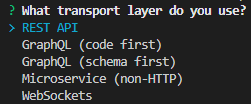 ? What transport layer do you use?
> REST API
GraphQL (code first)
GraphQL (schema first)
Microservice (non-HTTP)
WebSockets